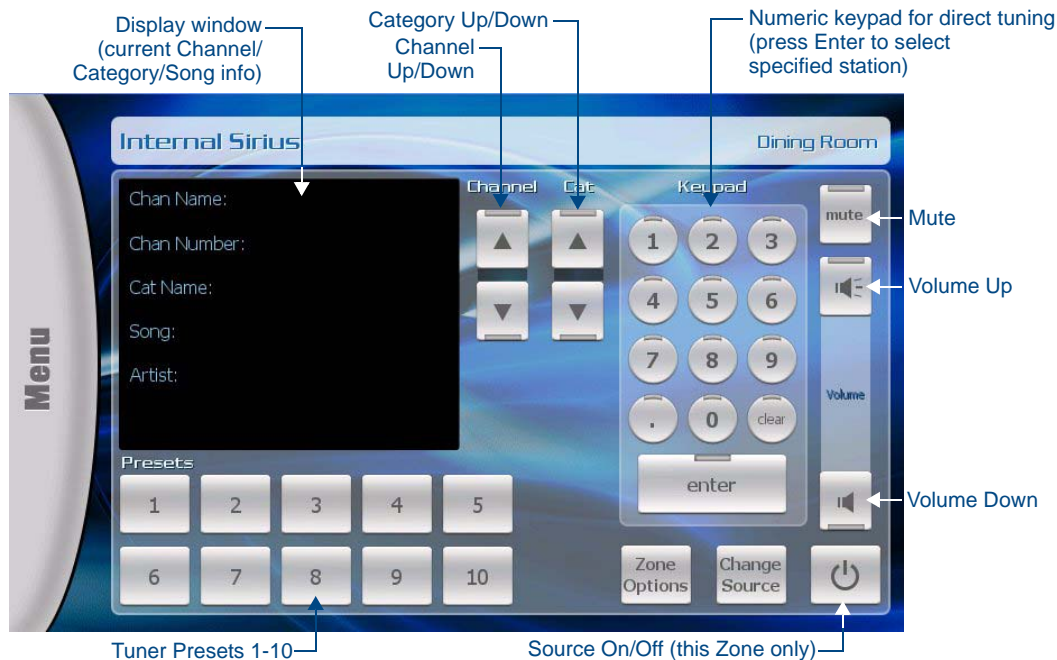 Display window
(current Channel/
Category/Song info)
Category Up/Down
Channel
Up/Down
Numeric keypad for direct tuning
(press Enter to select
specified station)
Internal Sirius
Dining Room
Chan Name:
Chan Number:
Cat Name:
Song:
Artist:
Channel
Cat
Keypad
1 2 3
4 5 6
7 8 9
. 0 clear
enter
mute
Volume
Mute
Volume Up
Volume Down
Menu
Presets
1 2 3 4 5
6 7 8 9 10
Zone
Options
Change
Source
Tuner Presets 1-10
Source On/Off (this Zone only)